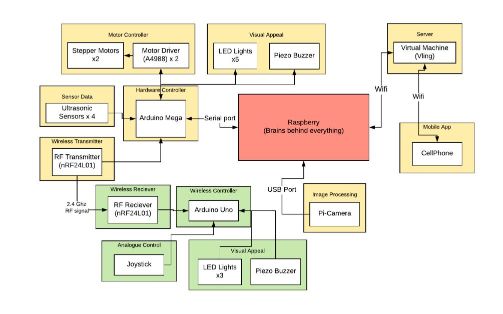 Motor Controller
Stepper Motors
x2
Motor Driver
(A4988) x 2
Visual Appeal
LED Lights
x5
Piezo Buzzer
Server
Virtual Machine
(Vling)
Sensor Data
Ultrasonic
Sensors x 4
Hardware Controller
Arduino Mega
Serial port
Raspberry
(Brains behind everything)
Wifi
Wifi
Mobile App
CellPhone
Wireless Transmitter
RF Transmitter
(nRF24L01)
2.4 Ghz
RF signal
Wireless Reciever
RF Reciever
(nRF24L01)
Wireless Controller
Arduino Uno
USB Port
Image Processing
Pi-Camera
Analogue Control
Joystick
Visual Appeal
LED Lights
x3
Piezo Buzzer